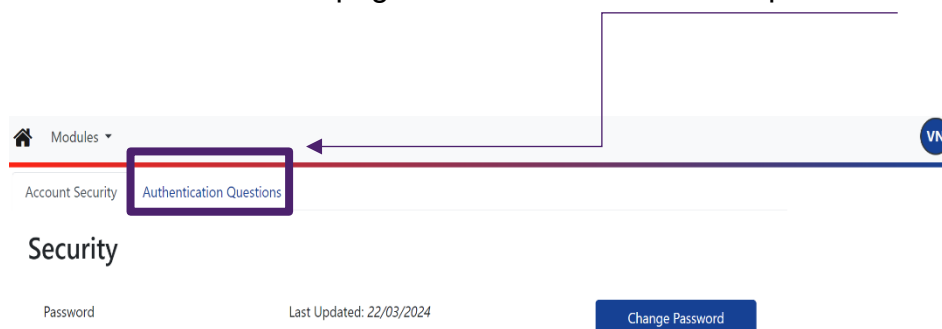 Modules
VN
Account Security Authentication Questions
Security
Password Last Updated: 22/03/2024 Change Password